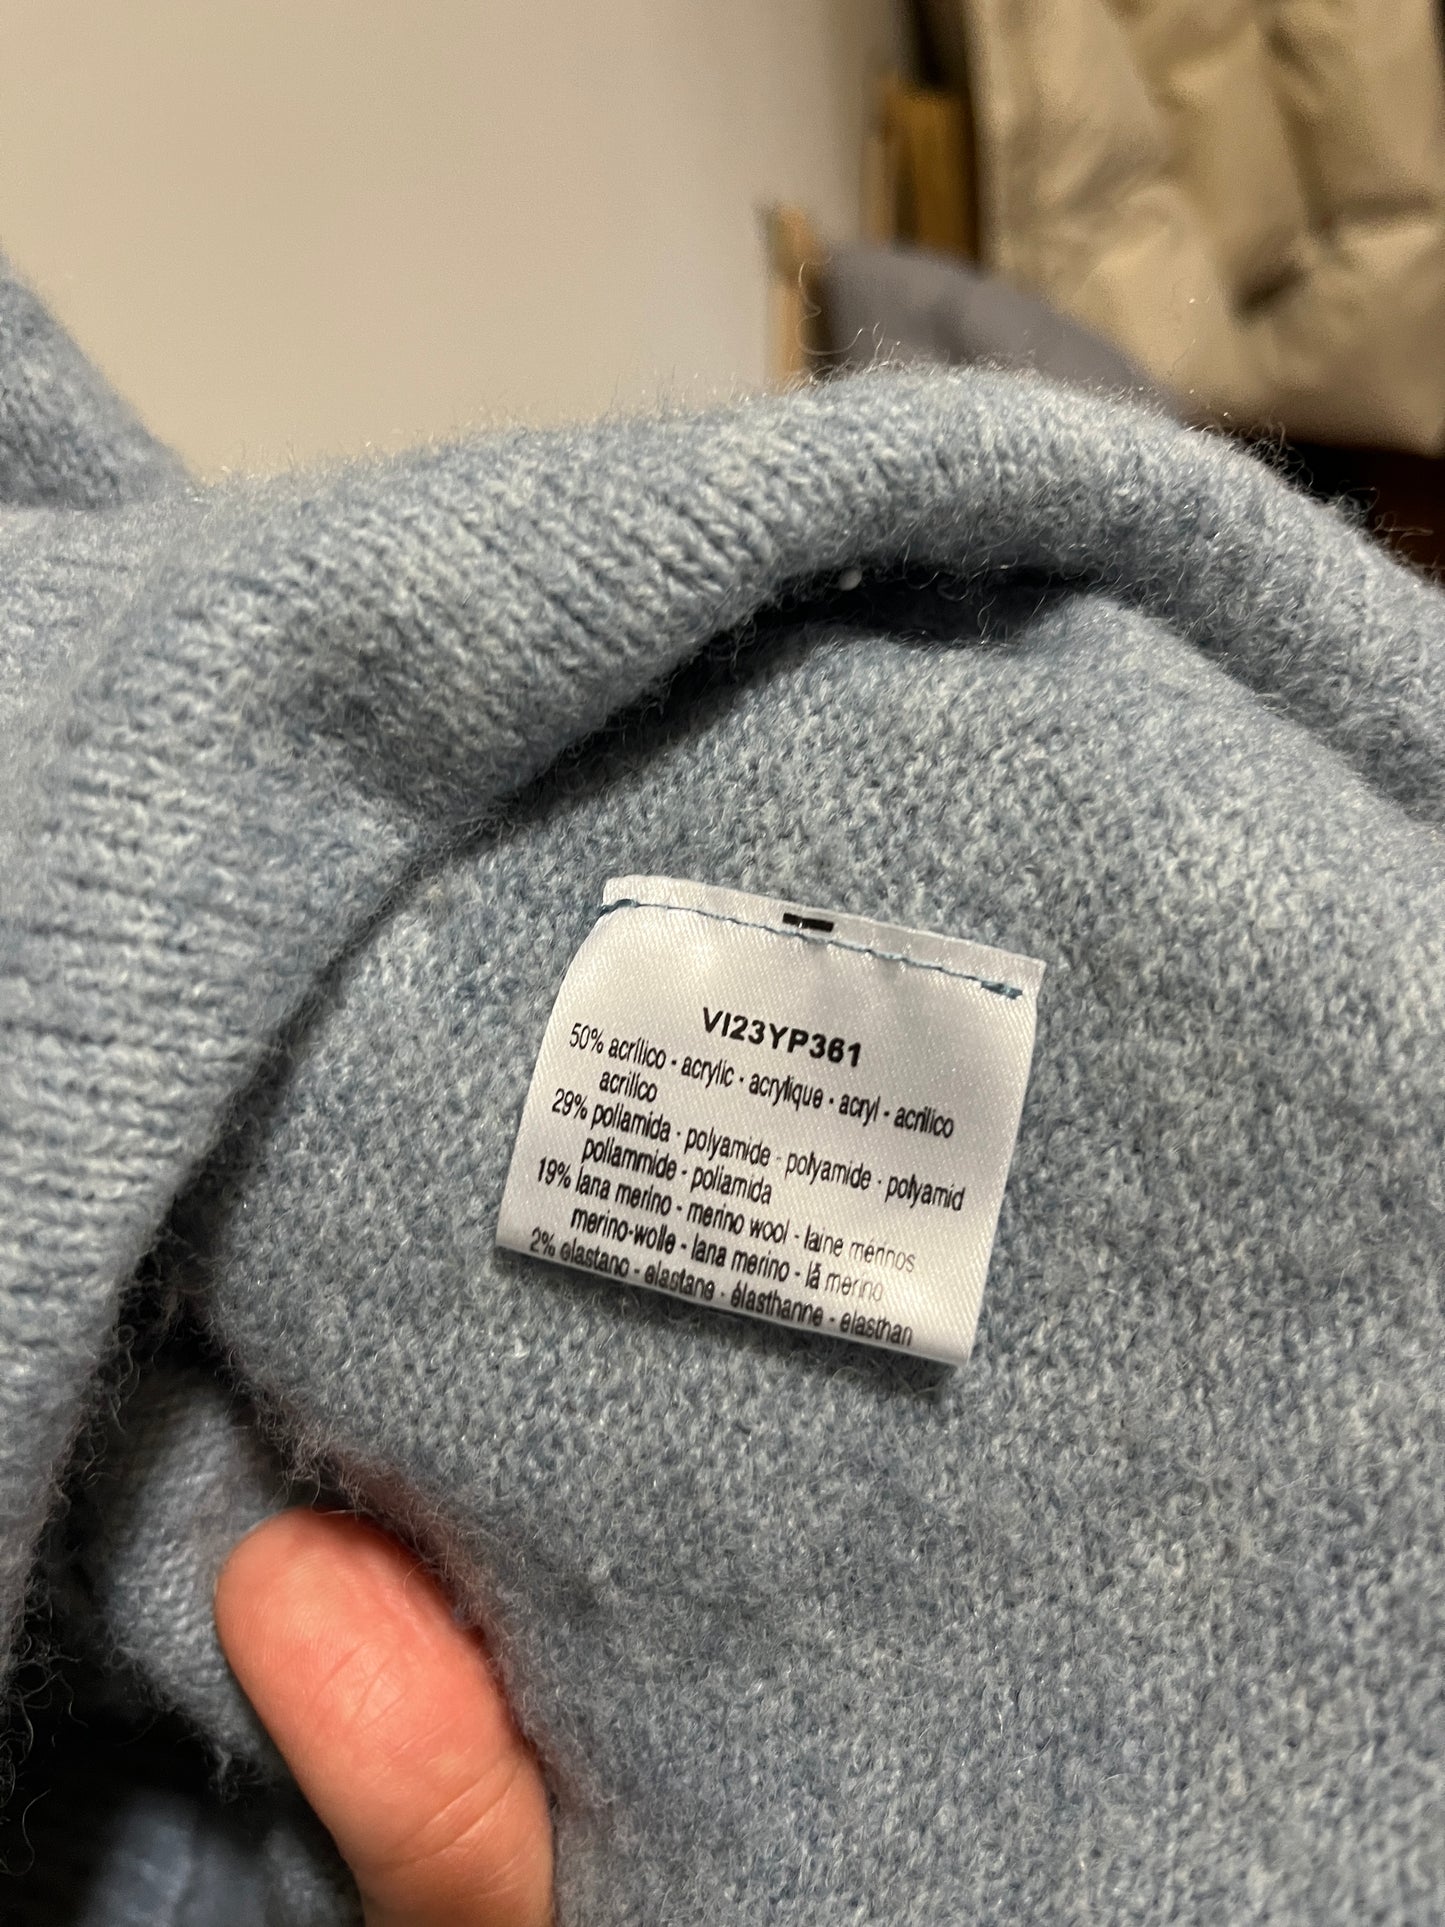 VI23YP361
50% acrílico - acrylic - acrylique - acryl - acrilico
acrílico
29% poliamida - polyamide - polyamide - polyamid
poliammide - poliamida
19% lana merino - merino wool - laine mérinos
merino-wolle - lana merino - lã merino
2% elastano - elastane - élasthanne - elasthan